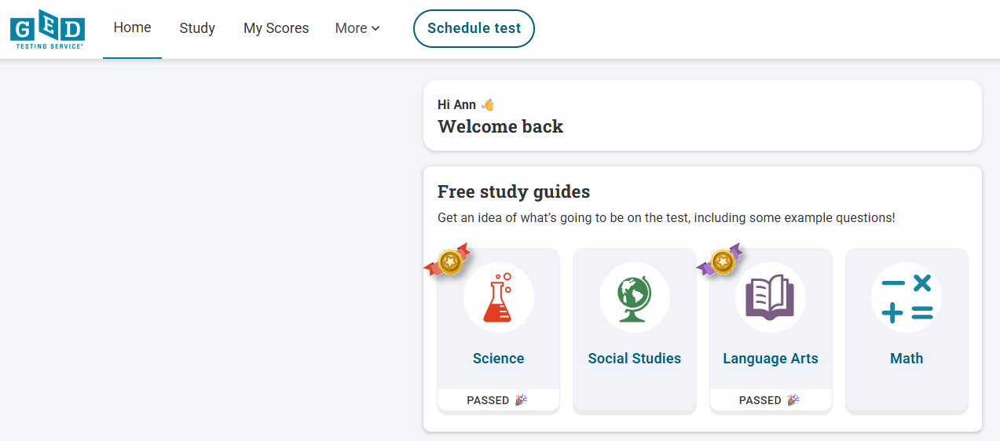 GED
TESTING SERVICE®
Home Study My Scores More Schedule test
Hi Ann 👋
Welcome back
Free study guides
Get an idea of what’s going to be on the test, including some example questions!
Science Social Studies Language Arts Math
PASSED 🎉 PASSED 🎉